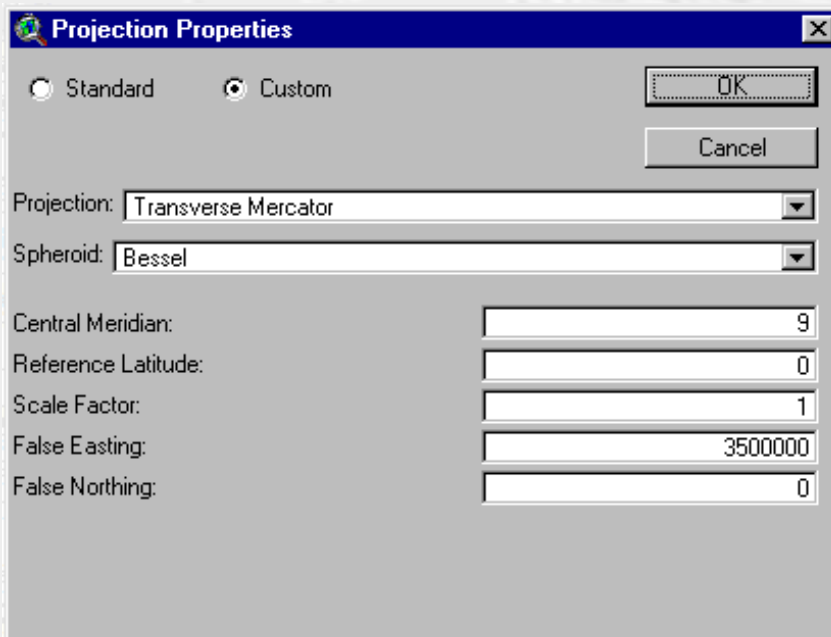 Projection Properties
Standard Custom OK
Cancel
Projection: Transverse Mercator
Spheroid: Bessel
Central Meridian: 9
Reference Latitude: 0
Scale Factor: 1
False Easting: 3500000
False Northing: 0